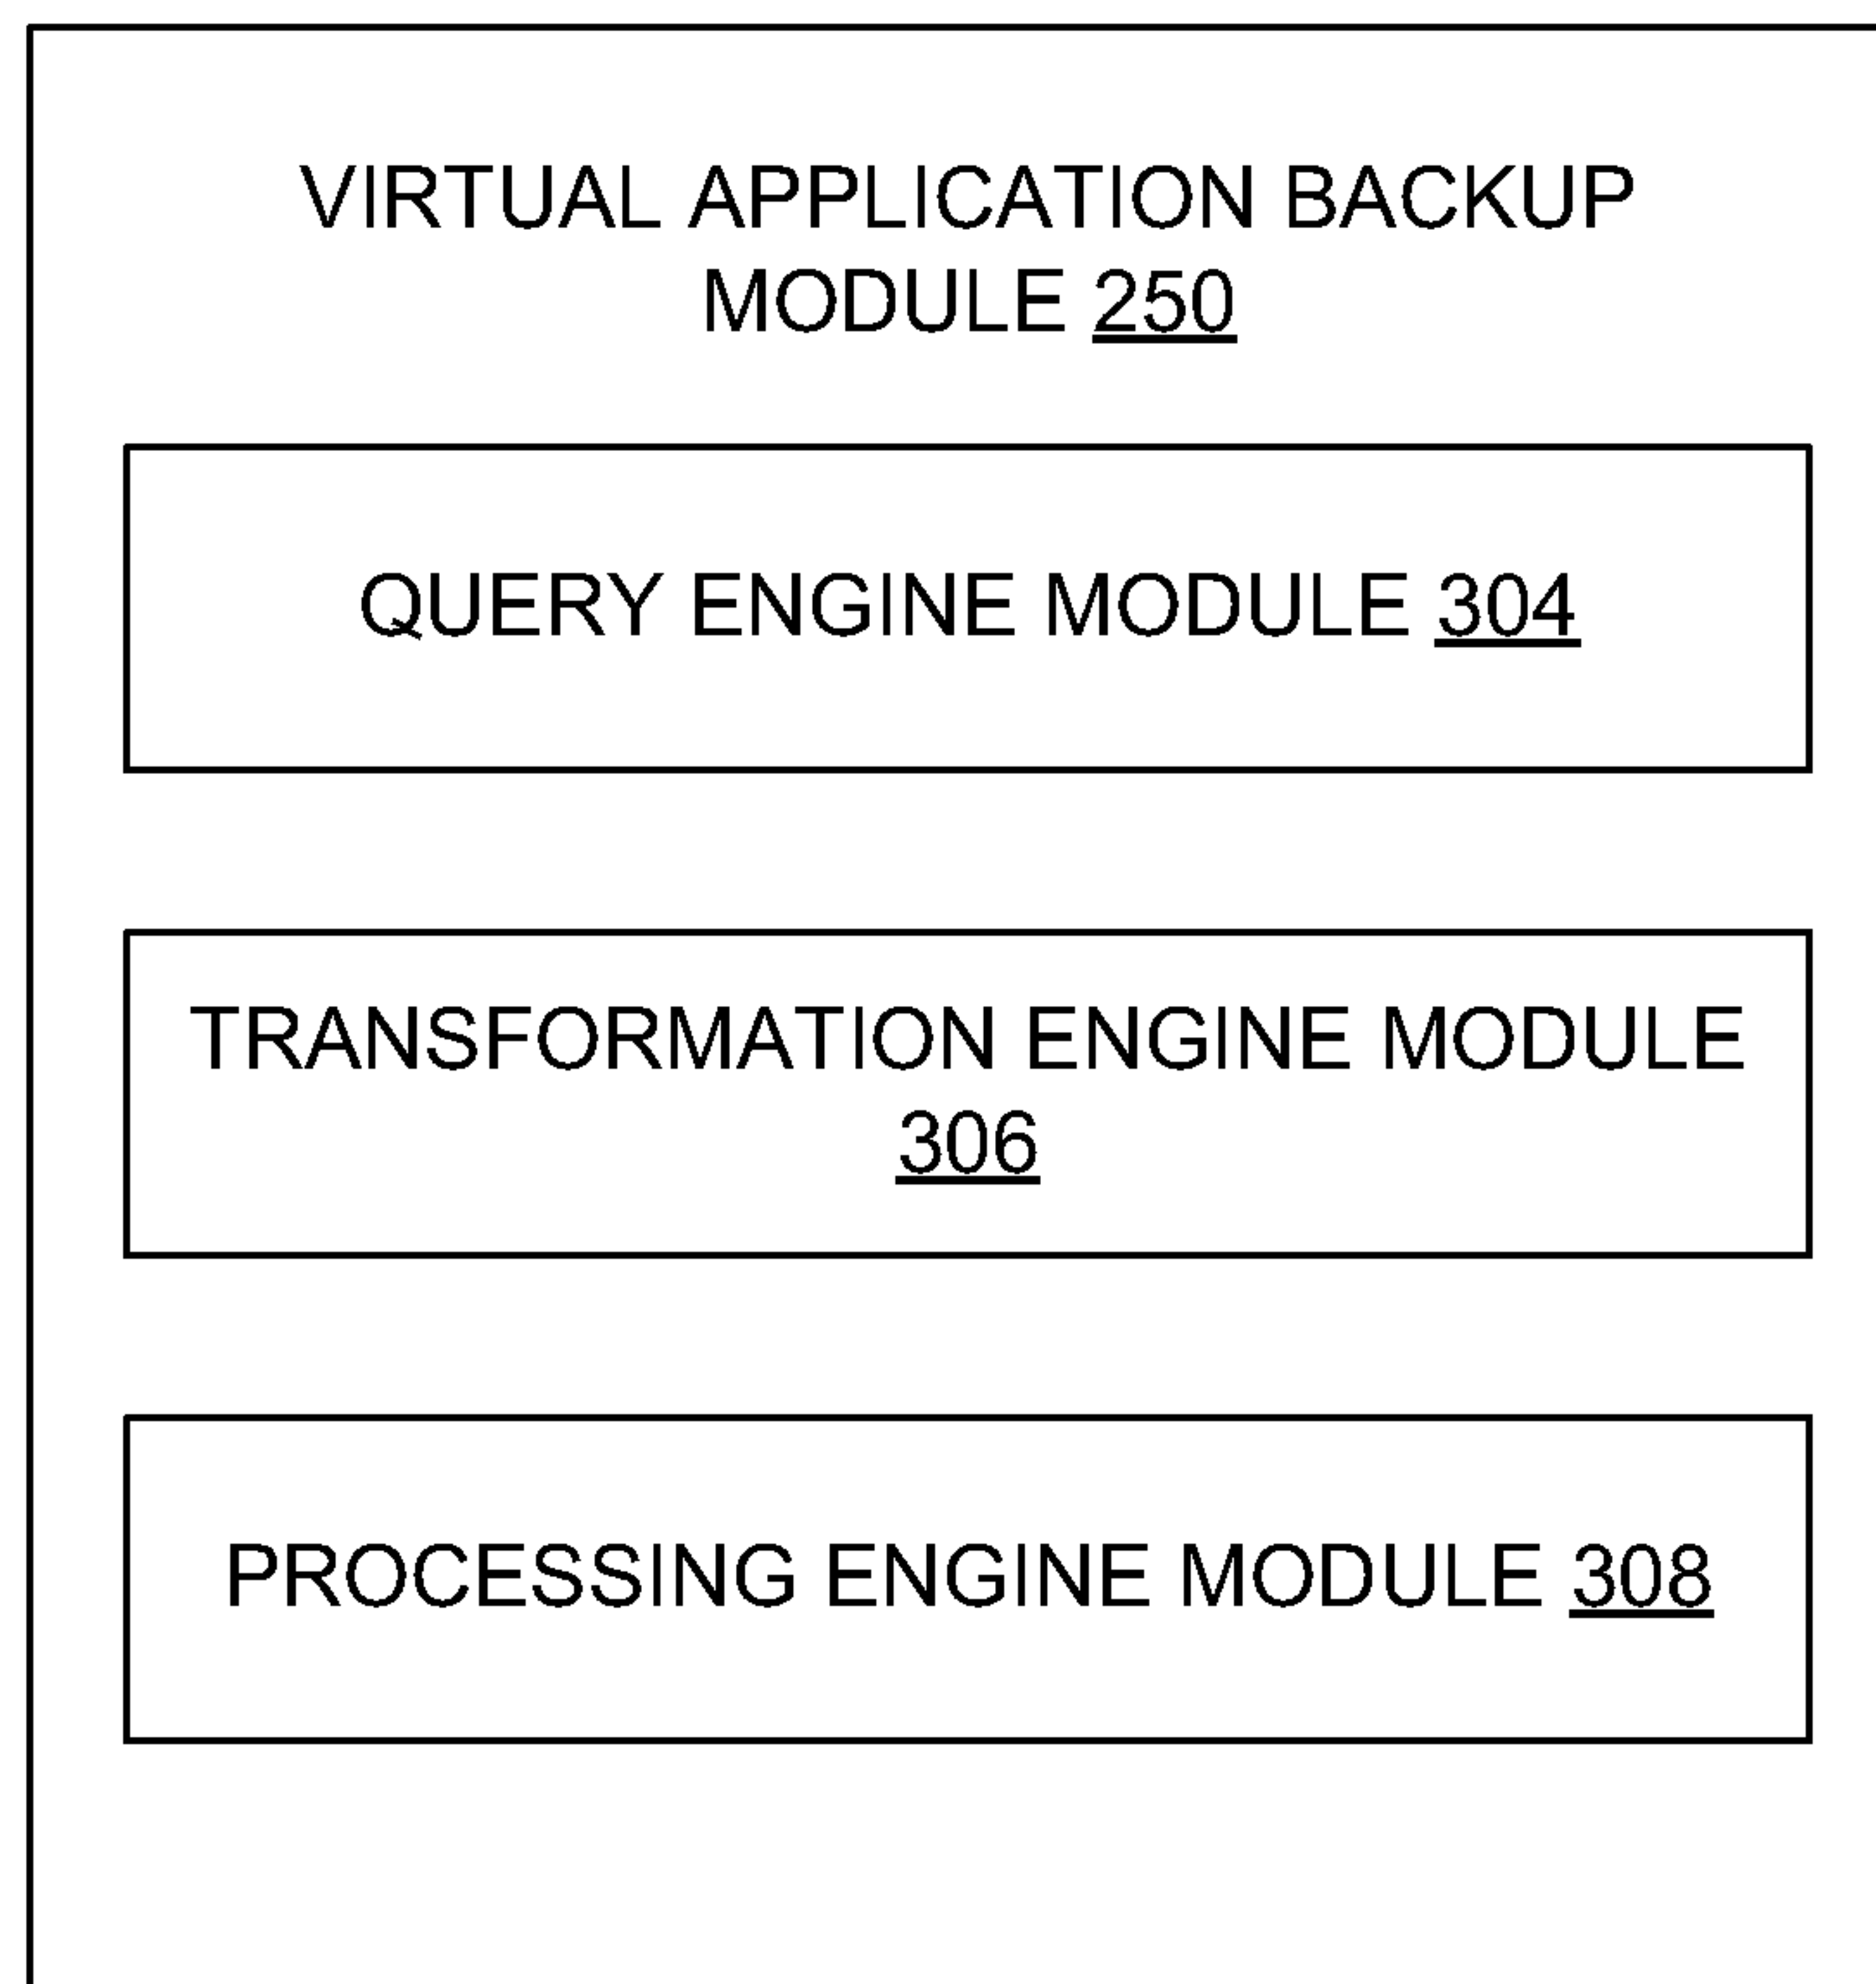 VIRTUAL APPLICATION BACKUP
MODULE 250
QUERY ENGINE MODULE 304
TRANSFORMATION ENGINE MODULE
306
PROCESSING ENGINE MODULE 308